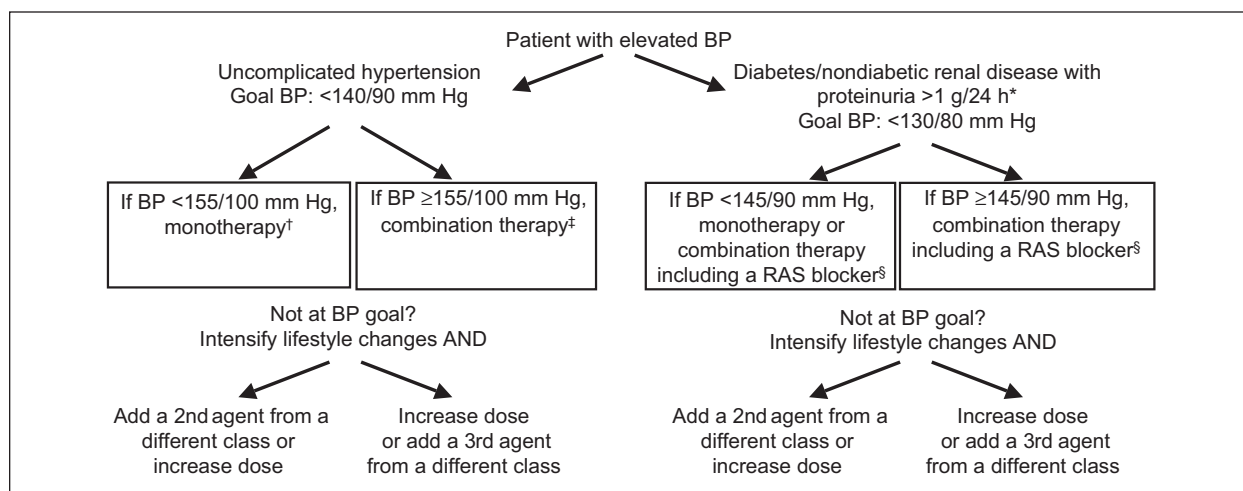 Patient with elevated BP
Uncomplicated hypertension
Goal BP: <140/90 mm Hg
Diabetes/nondiabetic renal disease with
proteinuria >1 g/24 h*
Goal BP: <130/80 mm Hg
If BP <155/100 mm Hg,
monotherapy†
If BP ≥155/100 mm Hg,
combination therapy‡
If BP <145/90 mm Hg,
monotherapy or
combination therapy
including a RAS blocker§
If BP ≥145/90 mm Hg,
combination therapy
including a RAS blocker§
Not at BP goal?
Intensify lifestyle changes AND
Not at BP goal?
Intensify lifestyle changes AND
Add a 2nd agent from a
different class or
increase dose
Increase dose
or add a 3rd agent
from a different class
Add a 2nd agent from a
different class or
increase dose
Increase dose
or add a 3rd agent
from a different class